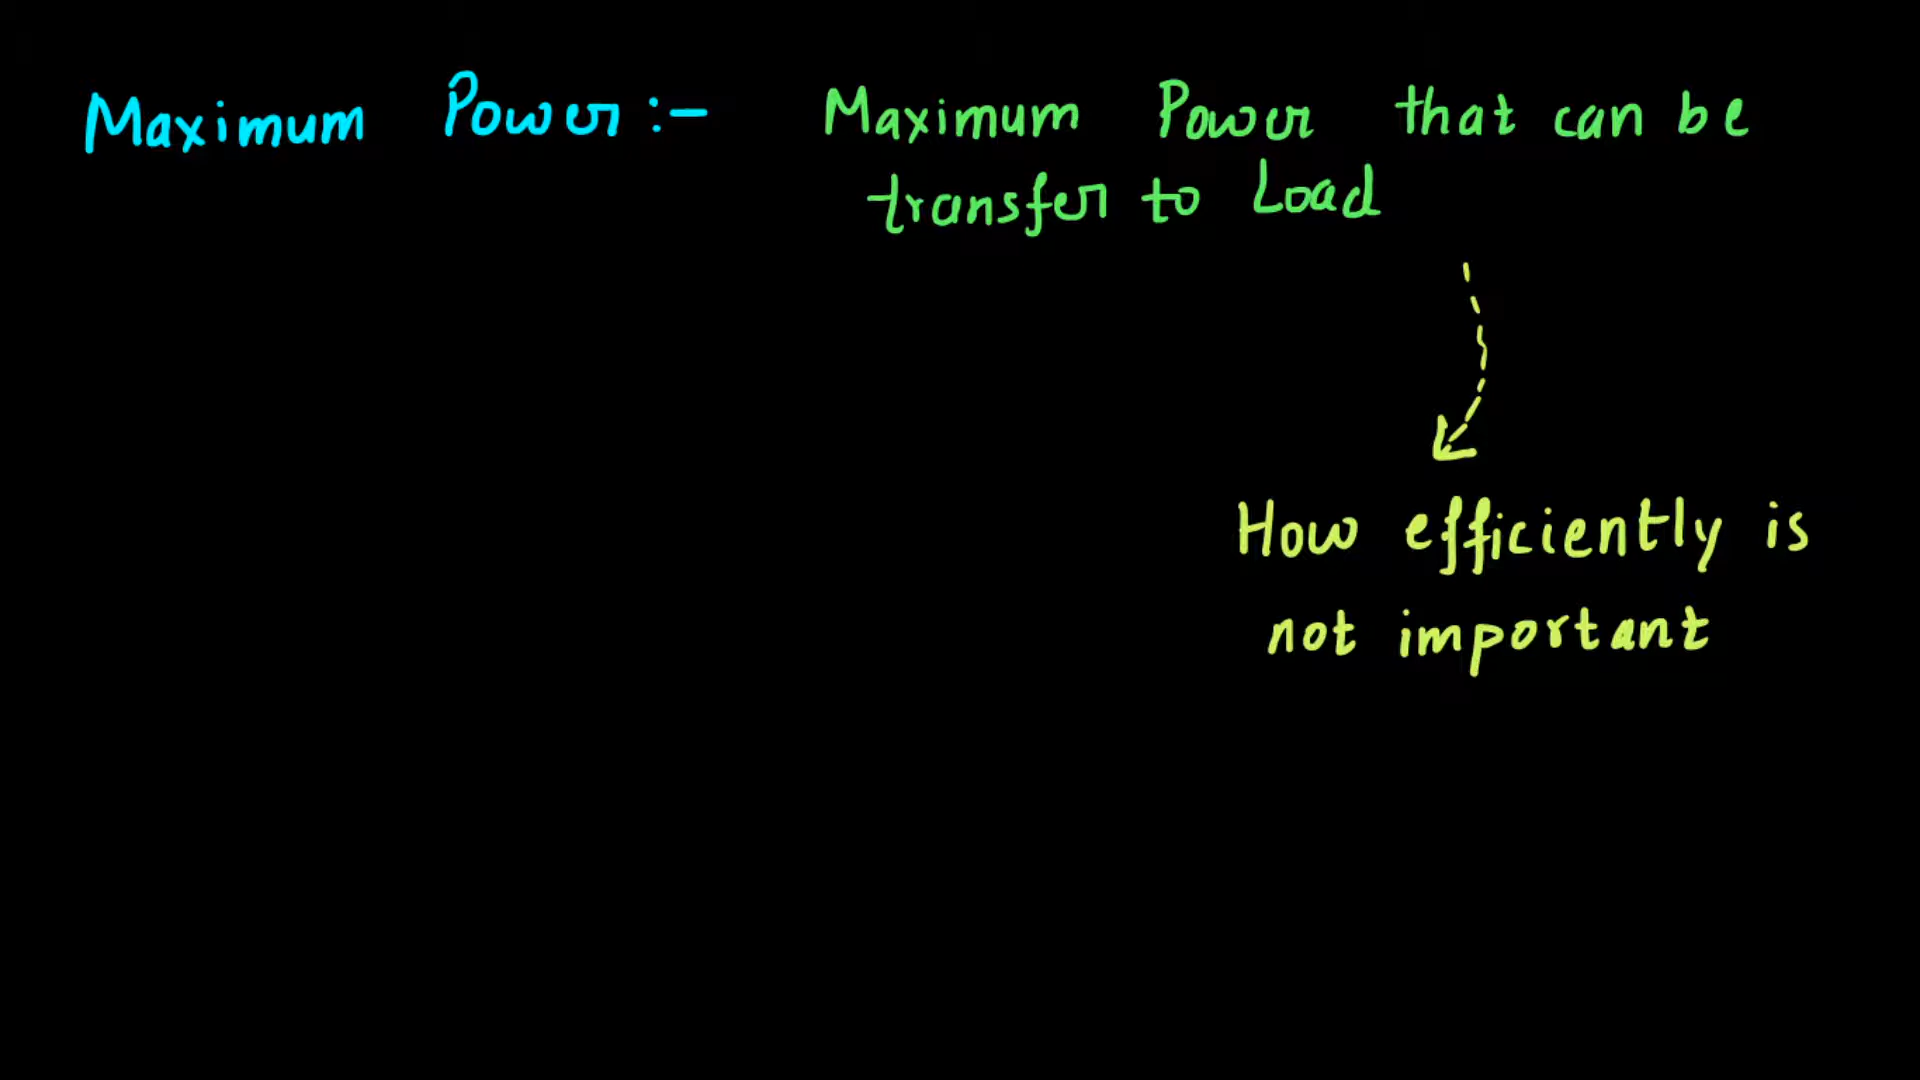 Maximum Power :- Maximum Power that can be
transfer to Load
How efficiently is
not important